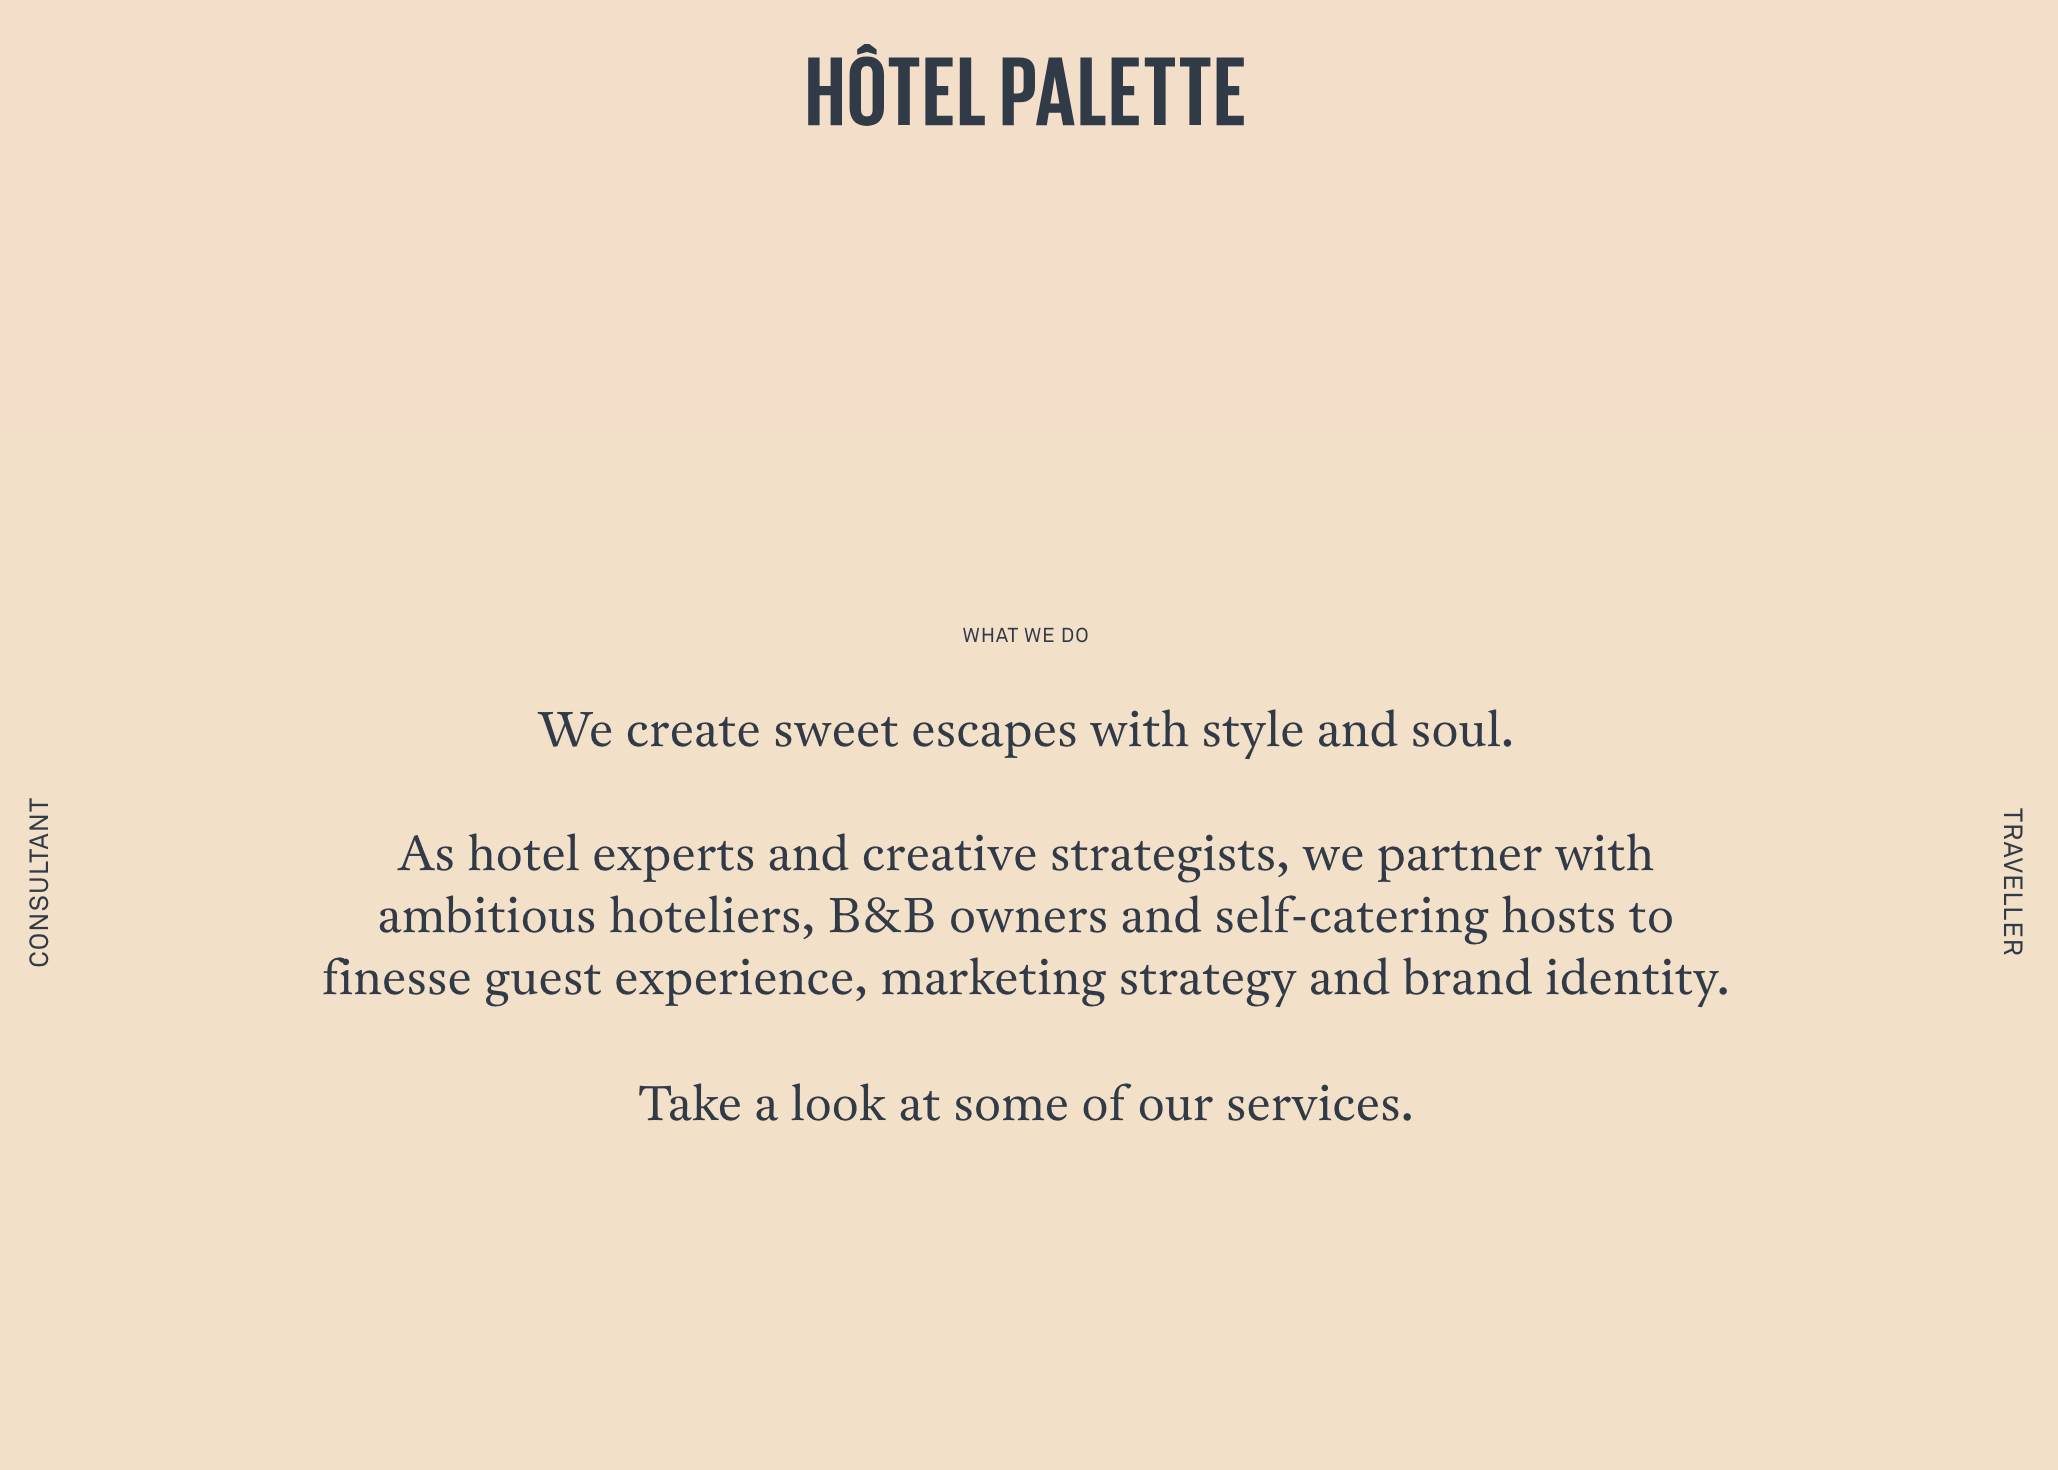 HÔTEL PALETTE
WHAT WE DO
We create sweet escapes with style and soul.
As hotel experts and creative strategists, we partner with
ambitious hoteliers, B&B owners and self-catering hosts to
finesse guest experience, marketing strategy and brand identity.
Take a look at some of our services.
CONSULTANT
TRAVELLER